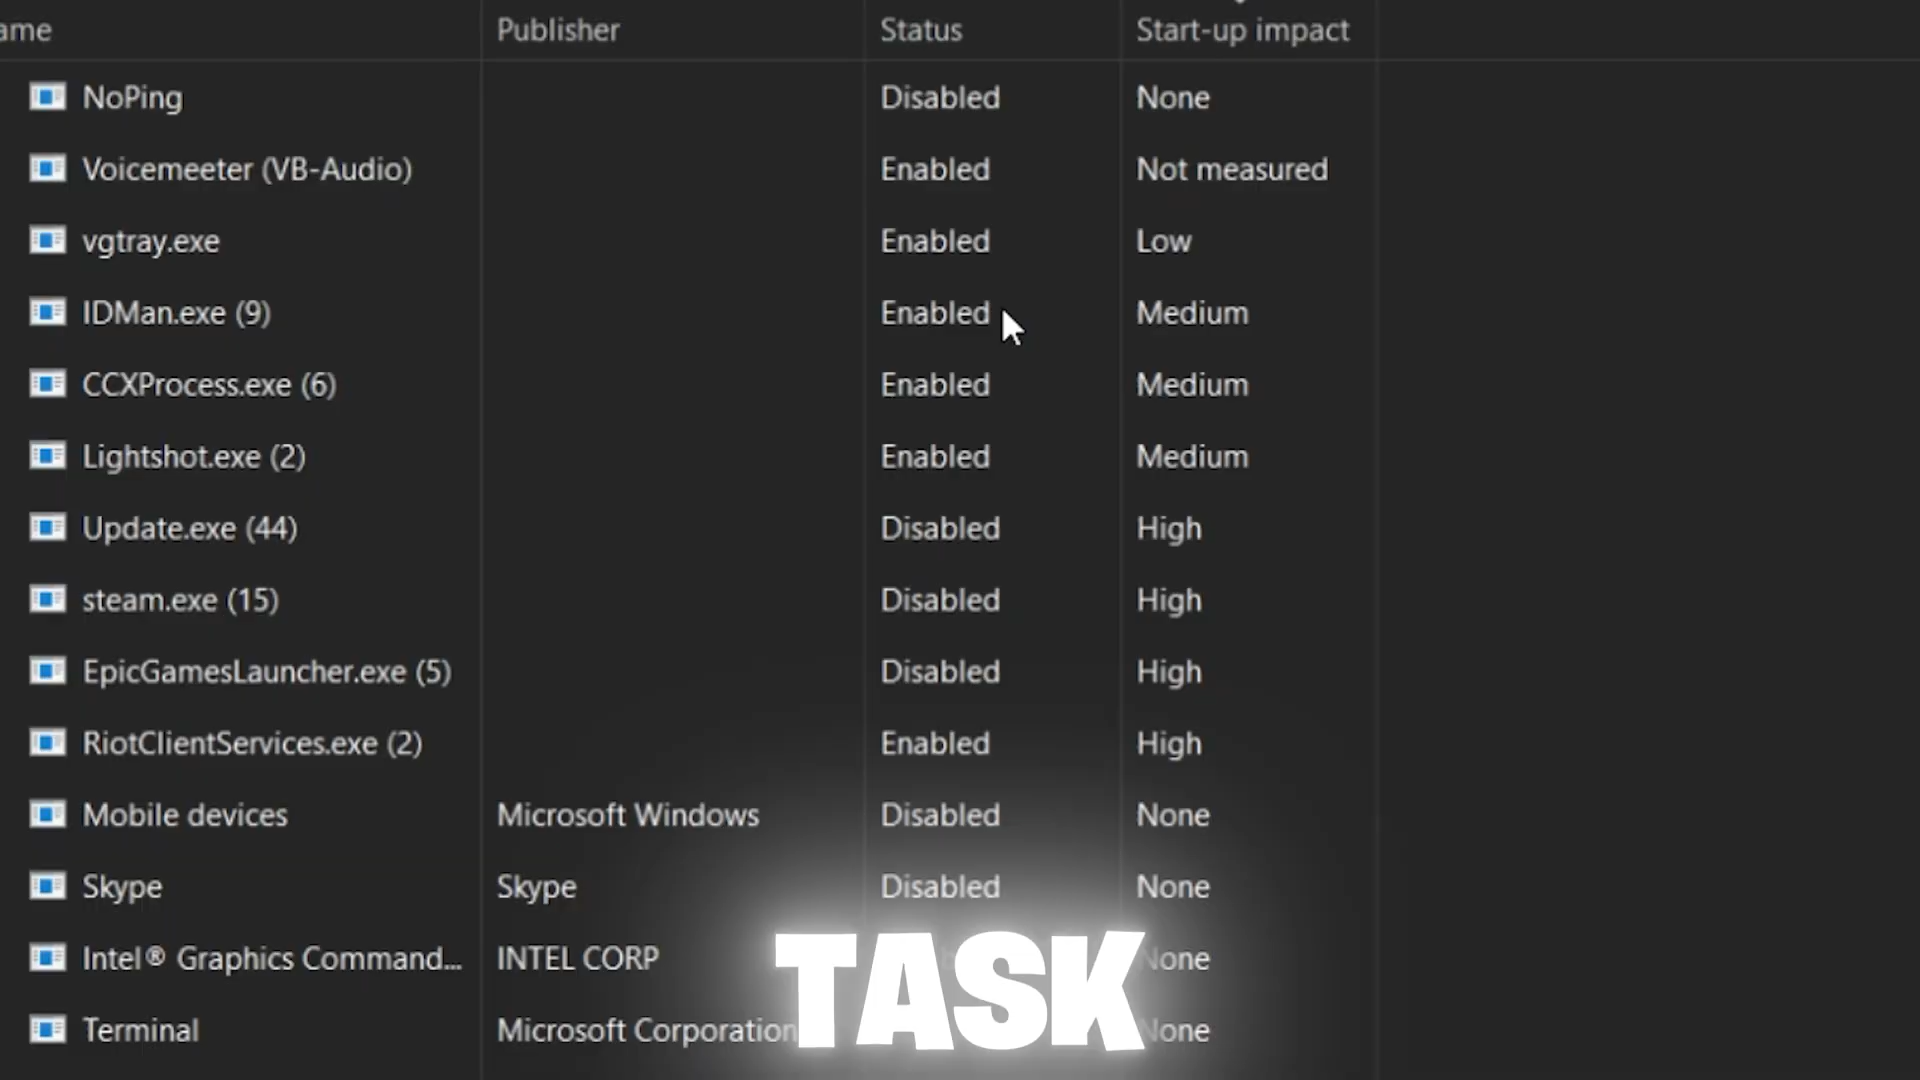 ame Publisher Status Start-up impact
NoPing Disabled None
Voicemeeter (VB-Audio) Enabled Not measured
vgtray.exe Enabled Low
IDMan.exe (9) Enabled Medium
CCXProcess.exe (6) Enabled Medium
Lightshot.exe (2) Enabled Medium
Update.exe (44) Disabled High
steam.exe (15) Disabled High
EpicGamesLauncher.exe (5) Disabled High
RiotClientServices.exe (2) Enabled High
Mobile devices Microsoft Windows Disabled None
Skype Skype Disabled None
Intel® Graphics Command... INTEL CORP None
Terminal Microsoft Corporation None
TASK